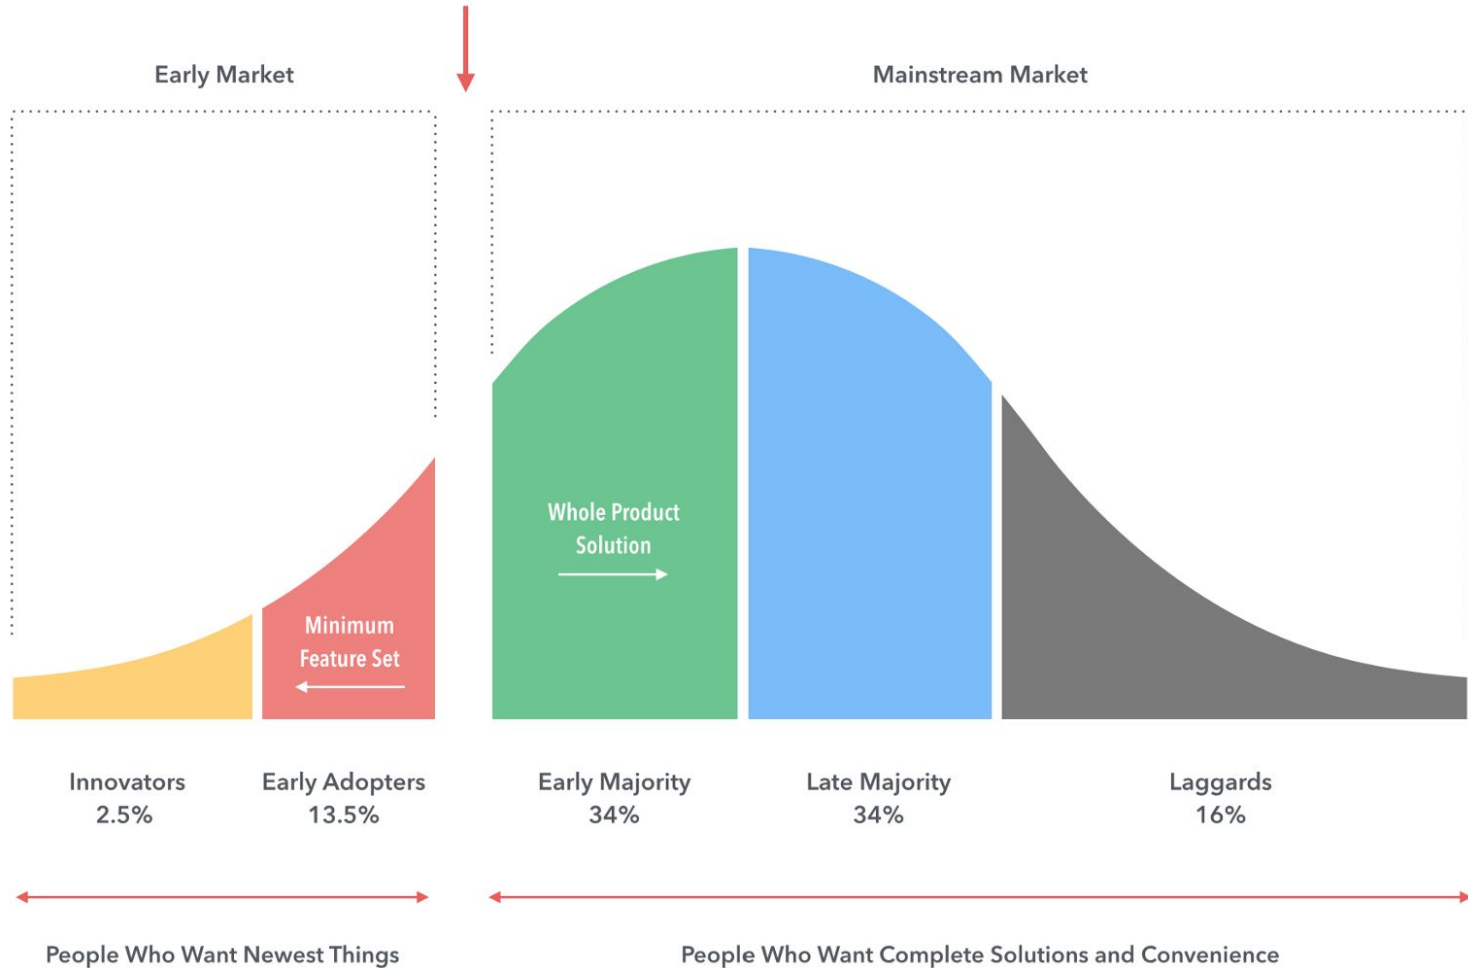 Early Market
Mainstream Market
Whole Product
Solution
Minimum
Feature Set
Innovators
2.5%
Early Adopters
13.5%
Early Majority
34%
Late Majority
34%
Laggards
16%
People Who Want Newest Things
People Who Want Complete Solutions and Convenience